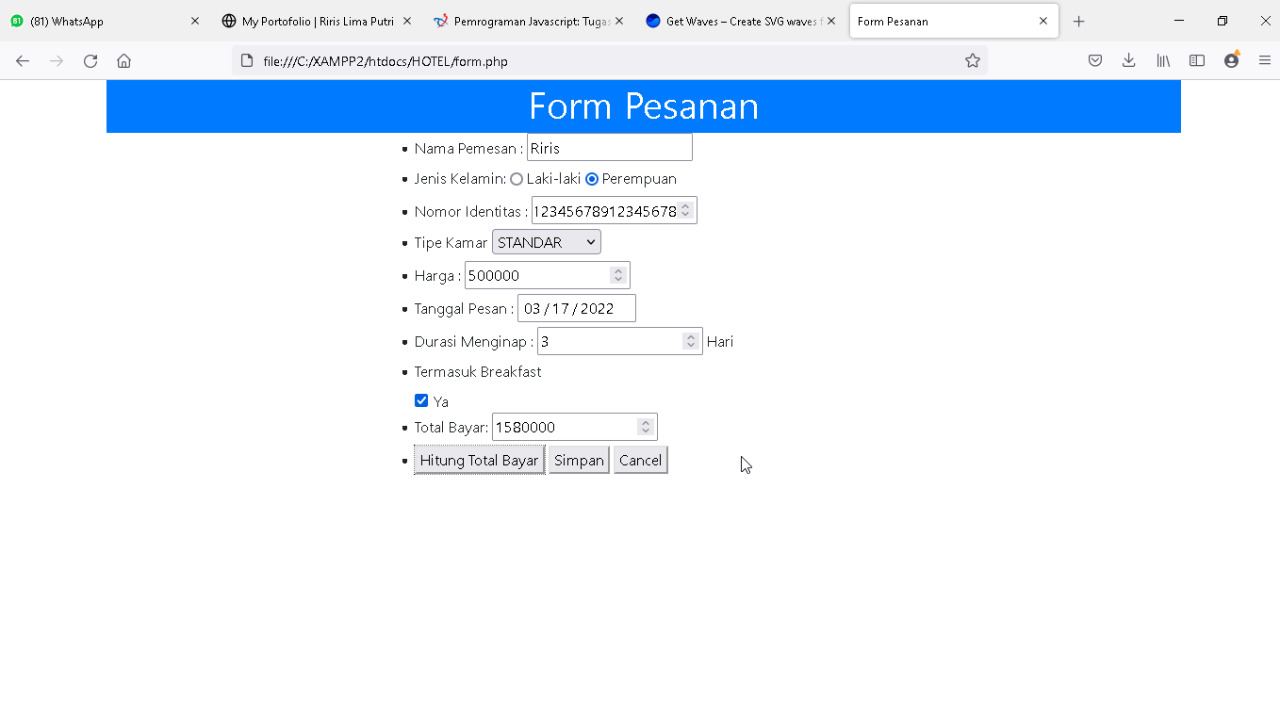 (81) WhatsApp
My Portofolio | Riris Lima Putri
Pemrograman Javascript: Tugas
Get Waves – Create SVG waves f
Form Pesanan
file:///C:/XAMPP2/htdocs/HOTEL/form.php
Form Pesanan
Nama Pemesan : Riris
Jenis Kelamin: Laki-laki Perempuan
Nomor Identitas : 12345678912345678
Tipe Kamar STANDAR
Harga : 500000
Tanggal Pesan : 03 / 17 / 2022
Durasi Menginap : 3 Hari
Termasuk Breakfast
Ya
Total Bayar: 1580000
Hitung Total Bayar Simpan Cancel